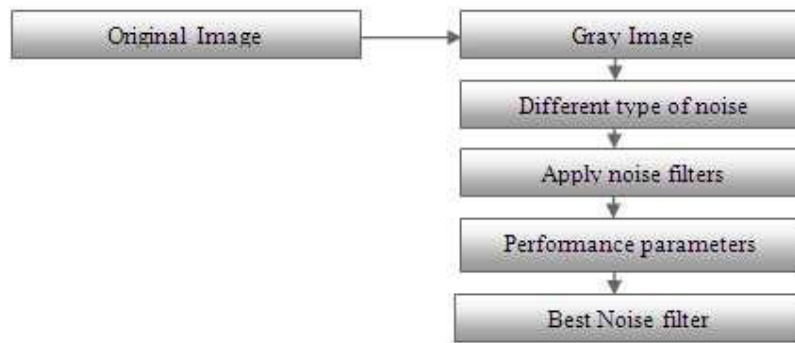 Original Image
Gray Image
Different type of noise
Apply noise filters
Performance parameters
Best Noise filter